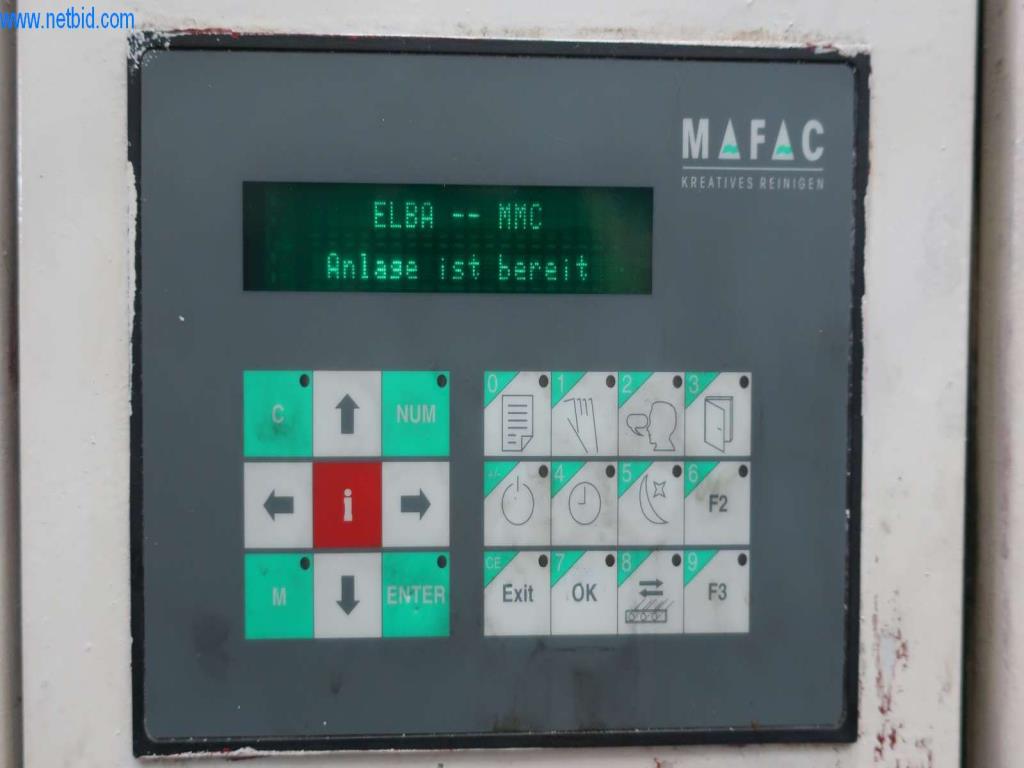 www.netbid.com
MAFAC
KREATIVES REINIGEN
ELBA -- MMC
Anlage ist bereit
C
NUM
i
M
ENTER
0 1 2 3
+/- 4 5 6
F2
CE 7 8 9
Exit OK F3